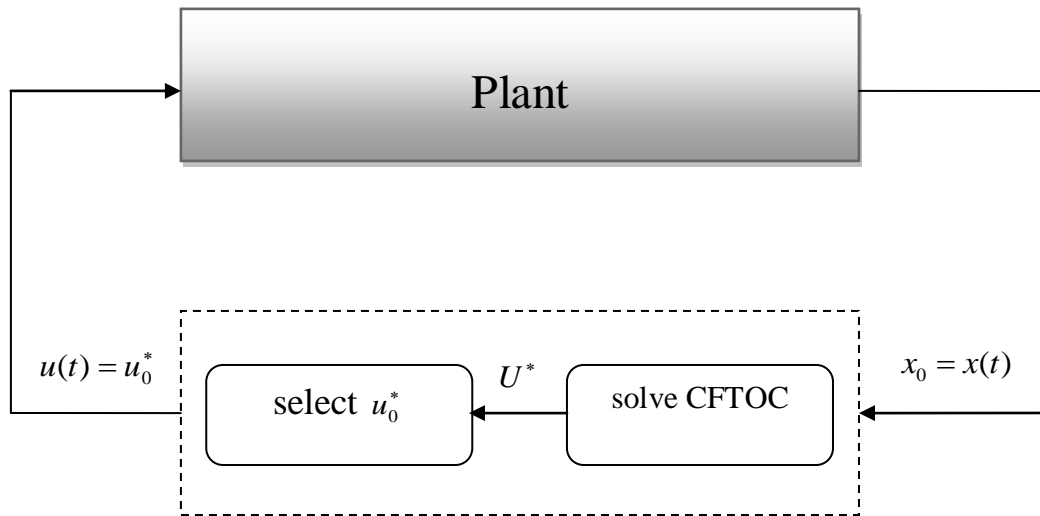 Plant
u(t) = u₀*
select u₀*
U*
solve CFTOC
x₀ = x(t)